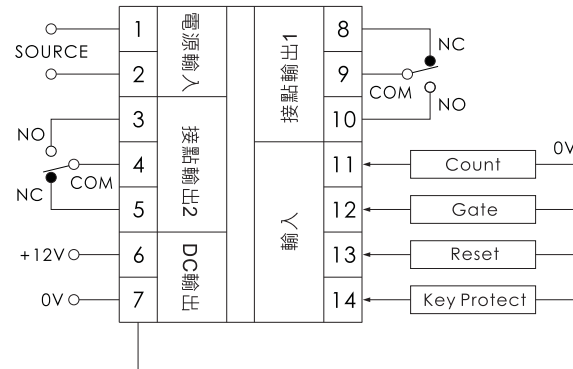 SOURCE
1
2
電源輸入
NO
COM
NC
3
4
5
接點輸出2
+12V
0V
6
7
DC輸出
接點輸出1
8
9
10
NC
COM
NO
輸入
11
12
13
14
Count
Gate
Reset
Key Protect
0V